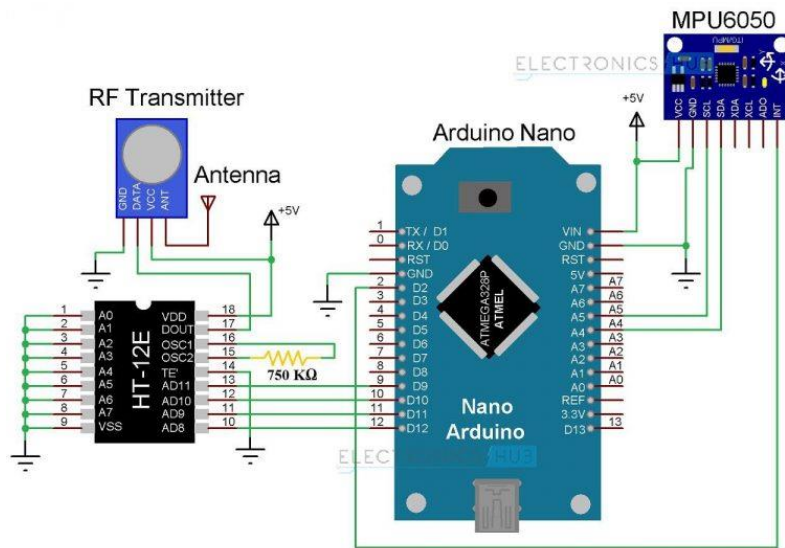 MPU6050
ELECTRONICS HUB
ITG/MPU
RF Transmitter
+5V
Arduino Nano
VCC
GND
SCL
SDA
XDA
XCL
ADO
INT
Antenna
GND
DATA
VCC
ANT
+5V
1 TX / D1 VIN
0 RX / D0 GND
RST RST
GND 5V
2 D2 A7 A7
3 D3 A6 A6
4 D4 A5 A5
5 D5 A4 A4
6 D6 A3 A3
7 D7 A2 A2
8 D8 A1 A1
9 D9 A0 A0
10 D10 REF
11 D11 3.3V
12 D12 D13 13
ATMEGA328P
ATMEL
Nano
Arduino
1 A0 VDD 18
2 A1 DOUT 17
3 A2 OSC1 16
4 A3 OSC2 15
5 A4 TE' 14
6 A5 AD11 13
7 A6 AD10 12
8 A7 AD9 11
9 VSS AD8 10
HT-12E
750 KΩ
ELECTRONICS HUB